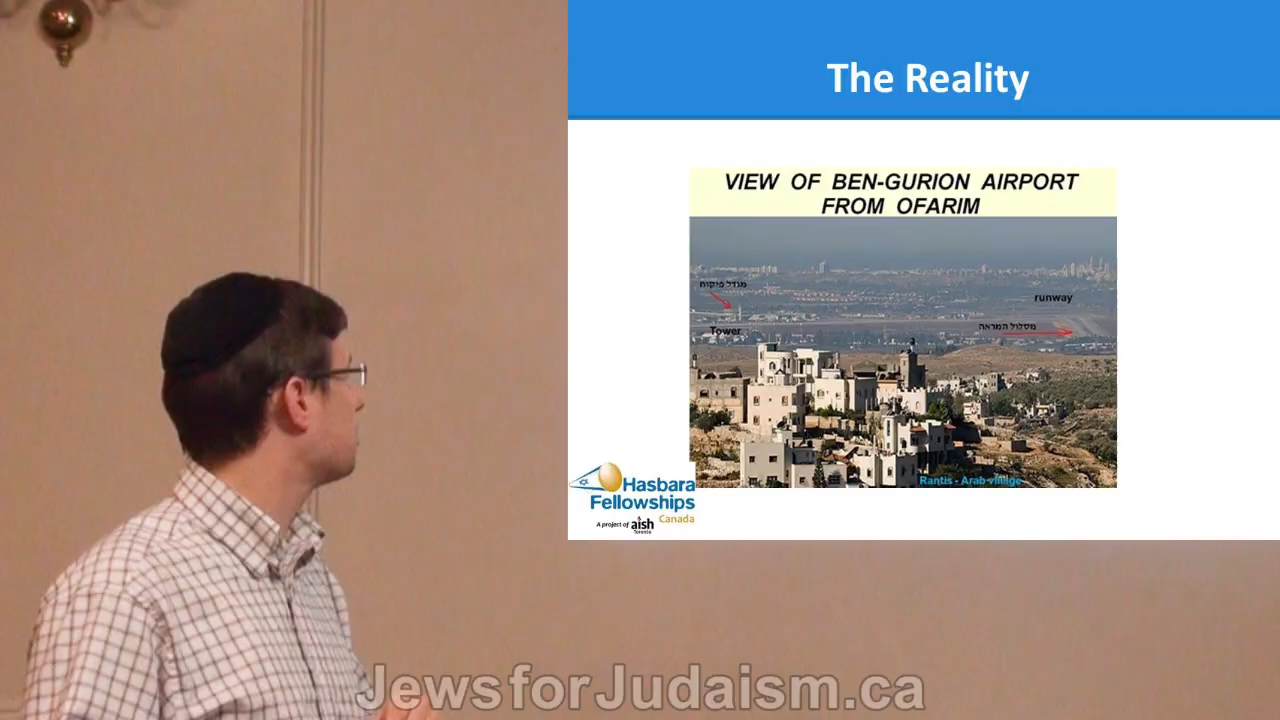 The Reality
VIEW OF BEN-GURION AIRPORT
FROM OFARIM
מגדל פיקוח
Tower
runway
מסלול המראה
Rantis - Arab village
Hasbara
Fellowships
Canada
A project of aish
Toronto
JewsforJudaism.ca